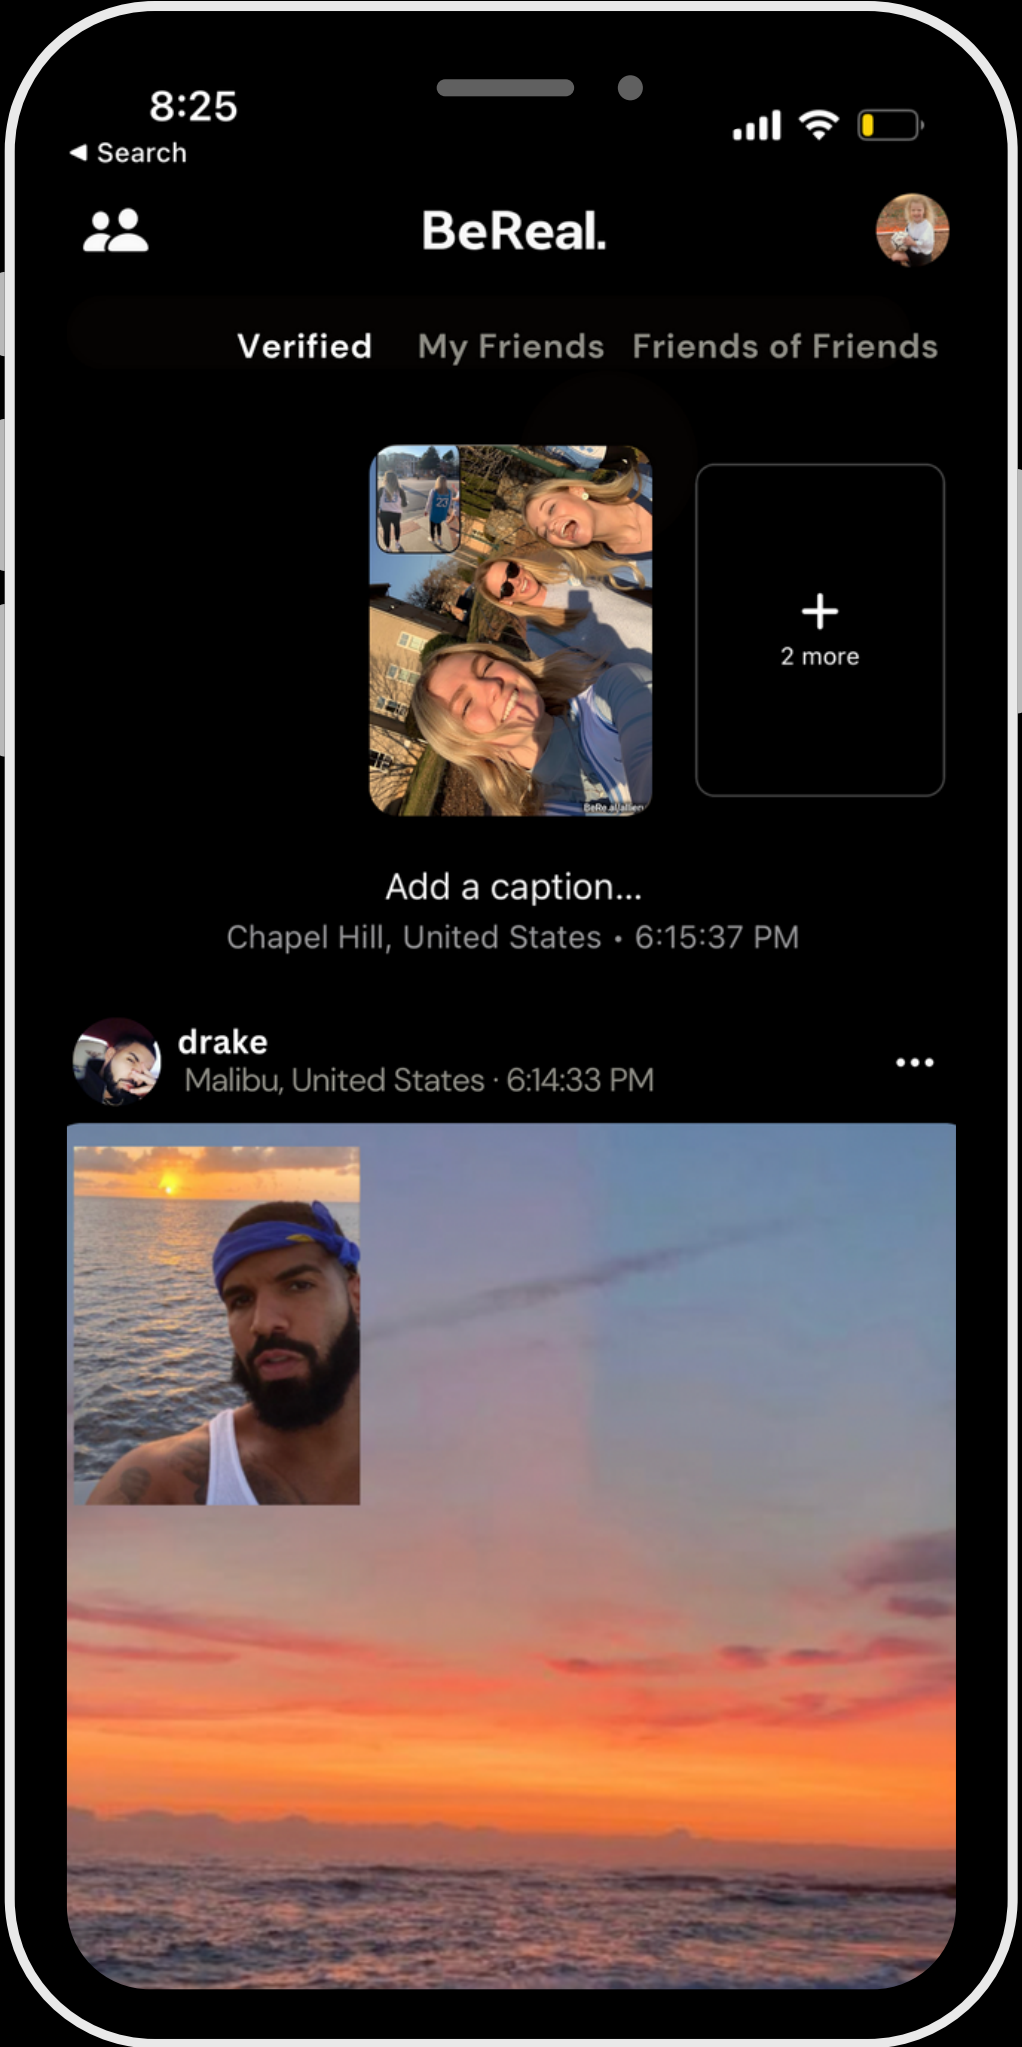 8:25
◀ Search
BeReal.
Verified My Friends Friends of Friends
23
+
2 more
Add a caption...
Chapel Hill, United States • 6:15:37 PM
drake
Malibu, United States · 6:14:33 PM